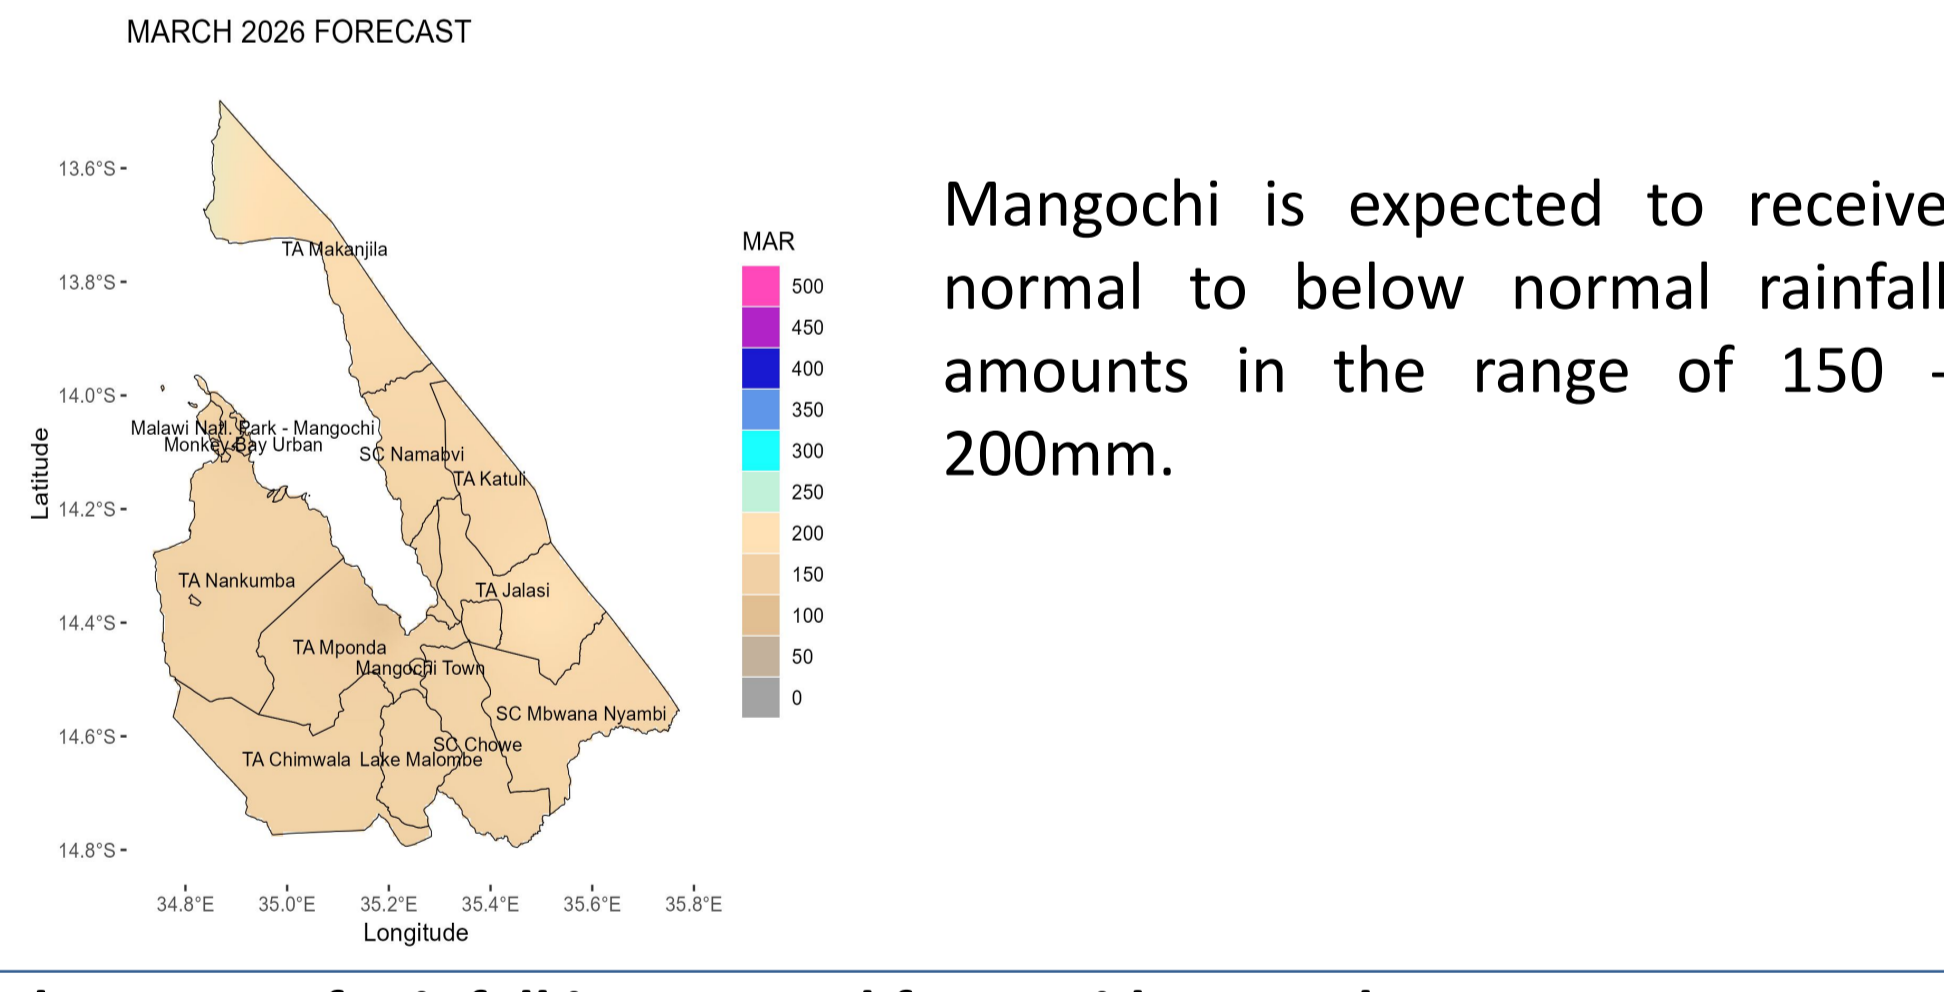 MARCH 2026 FORECAST
13.6°S
13.8°S
14.0°S
14.2°S
14.4°S
14.6°S
14.8°S
Latitude
TA Makanjila
Malawi Natl. Park - Mangochi
Monkey Bay Urban
SC Namabvi
TA Katuli
TA Nankumba
TA Jalasi
TA Mponda
Mangochi Town
SC Mbwana Nyambi
SC Chowe
TA Chimwala
Lake Malombe
34.8°E
35.0°E
35.2°E
35.4°E
35.6°E
35.8°E
Longitude
MAR
500
450
400
350
300
250
200
150
100
50
0
Mangochi is expected to receive
normal to below normal rainfall
amounts in the range of 150 -
200mm.